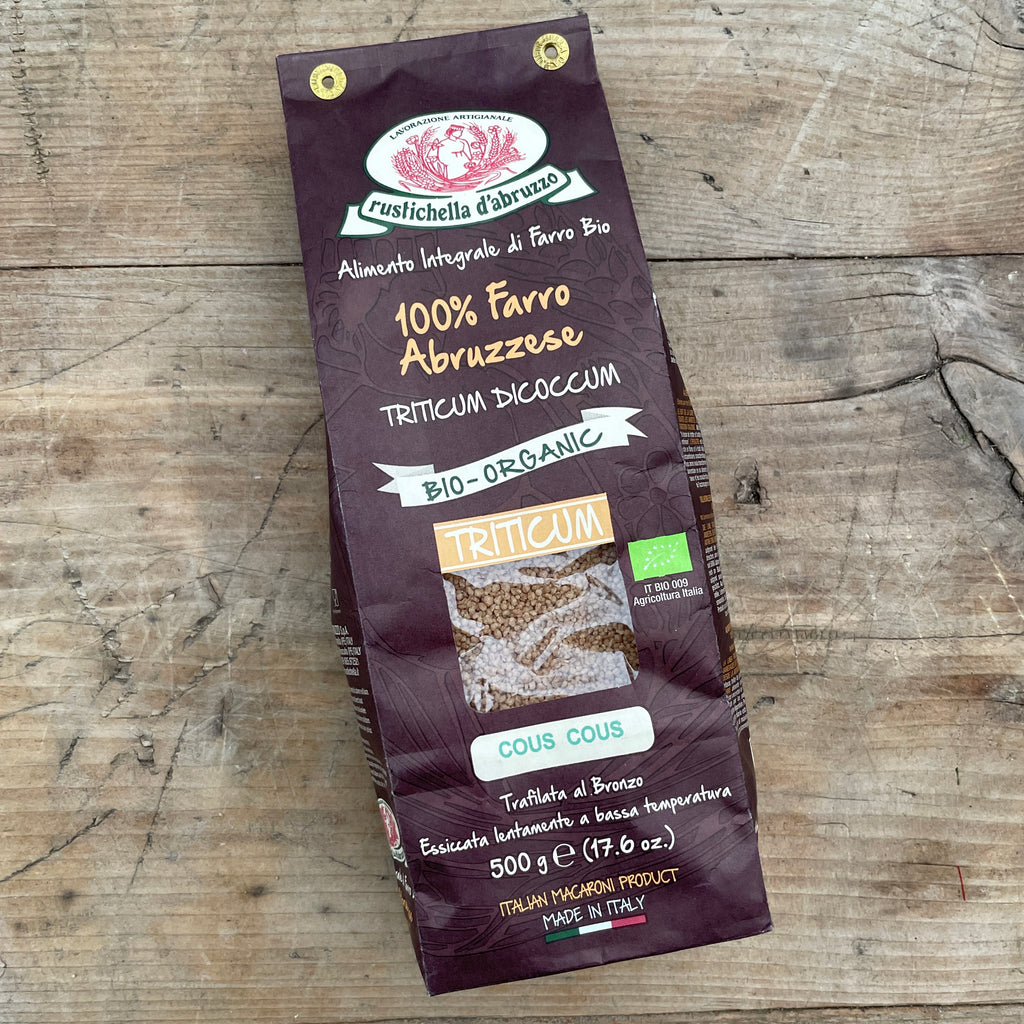 LAVORAZIONE ARTIGIANALE
rustichella d'abruzzo
Alimento Integrale di Farro Bio
100% Farro
Abruzzese
TRITICUM DICOCCUM
BIO-ORGANIC
TRITICUM
IT BIO 009
Agricoltura Italia
COUS COUS
Trafilata al Bronzo
Essiccata lentamente a bassa temperatura
500 g ℮ (17.6 oz.)
ITALIAN MACARONI PRODUCT
MADE IN ITALY